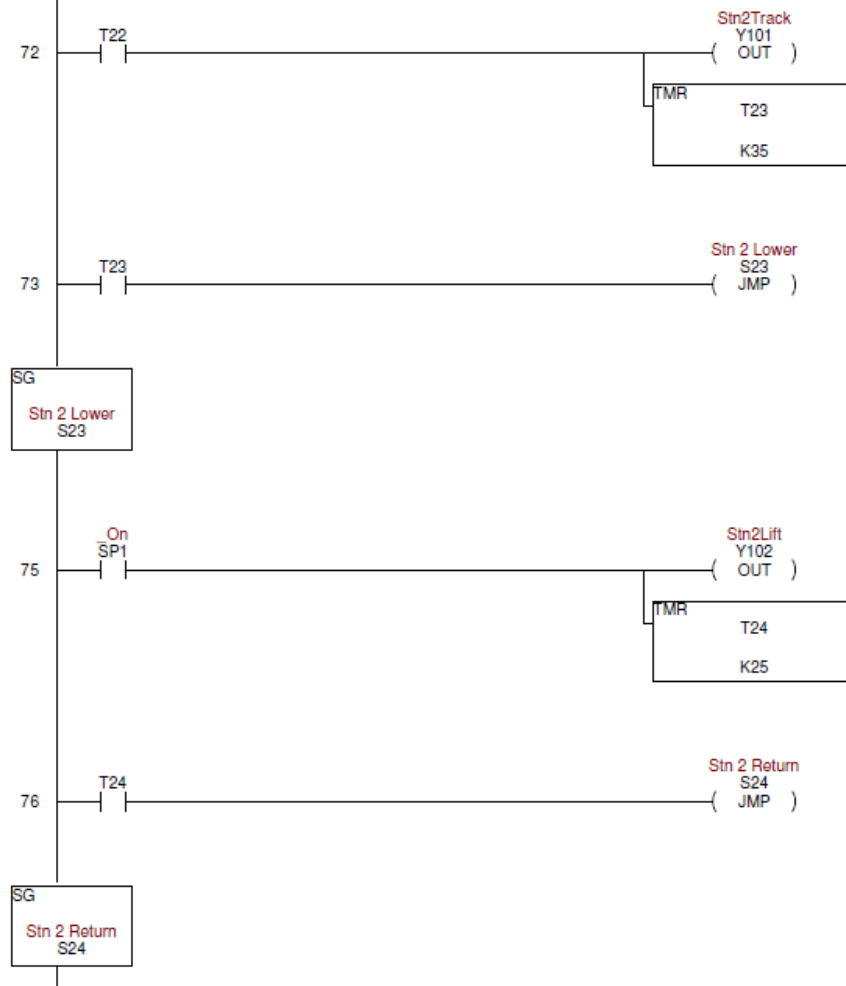 Stn2Track
T22
Y101
72
( OUT )
TMR
T23
K35
Stn 2 Lower
T23
S23
73
( JMP )
SG
Stn 2 Lower
S23
_On
Stn2Lift
SP1
Y102
75
( OUT )
TMR
T24
K25
Stn 2 Return
T24
S24
76
( JMP )
SG
Stn 2 Return
S24